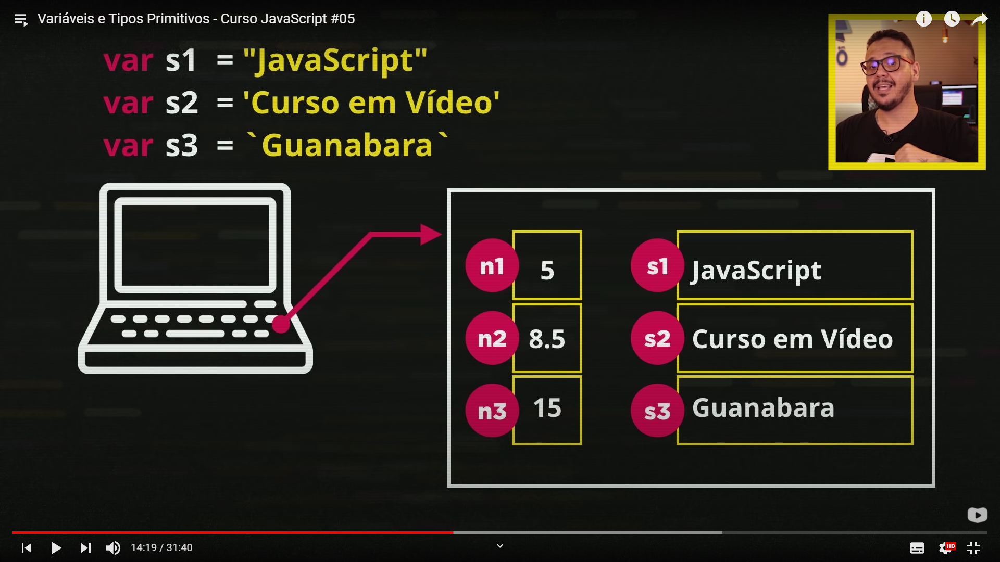 Variáveis e Tipos Primitivos - Curso JavaScript #05
var s1 = "JavaScript"
var s2 = 'Curso em Vídeo'
var s3 = `Guanabara`
n1 5 s1 JavaScript
n2 8.5 s2 Curso em Vídeo
n3 15 s3 Guanabara
14:19 / 31:40
HD